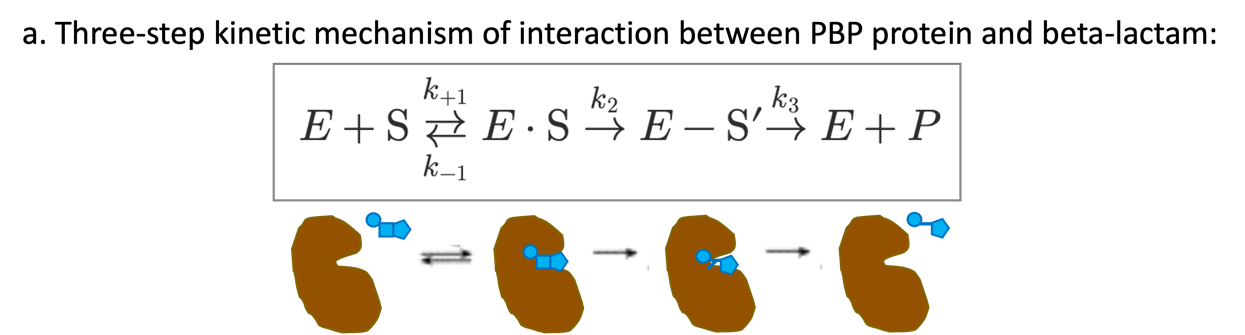 a. Three-step kinetic mechanism of interaction between PBP protein and beta-lactam:
k₊₁ k₂ k₃
E + S ⇌ E · S → E − S′ → E + P
k₋₁